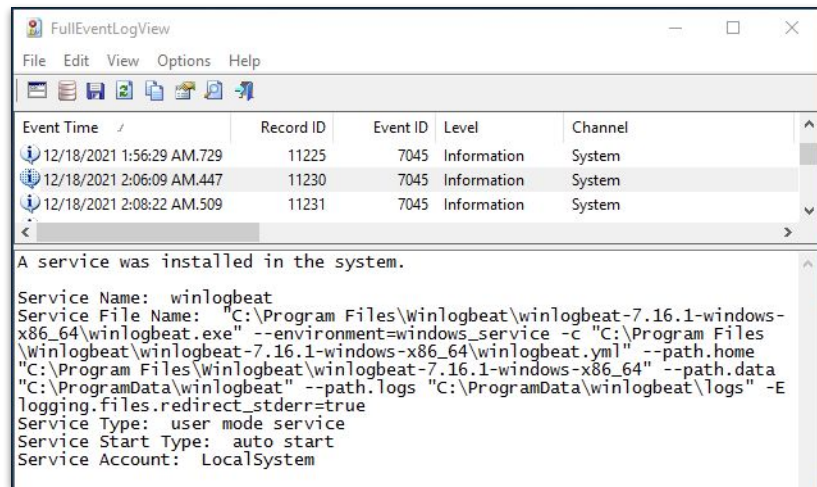 FullEventLogView
File Edit View Options Help
Event Time / Record ID Event ID Level Channel
12/18/2021 1:56:29 AM.729 11225 7045 Information System
12/18/2021 2:06:09 AM.447 11230 7045 Information System
12/18/2021 2:08:22 AM.509 11231 7045 Information System
A service was installed in the system.
Service Name: winlogbeat
Service File Name: "C:\Program Files\Winlogbeat\winlogbeat-7.16.1-windows-
x86_64\winlogbeat.exe" --environment=windows_service -c "C:\Program Files
\Winlogbeat\winlogbeat-7.16.1-windows-x86_64\winlogbeat.yml" --path.home
"C:\Program Files\Winlogbeat\winlogbeat-7.16.1-windows-x86_64" --path.data
"C:\ProgramData\winlogbeat" --path.logs "C:\ProgramData\winlogbeat\logs" -E
logging.files.redirect_stderr=true
Service Type: user mode service
Service Start Type: auto start
Service Account: LocalSystem